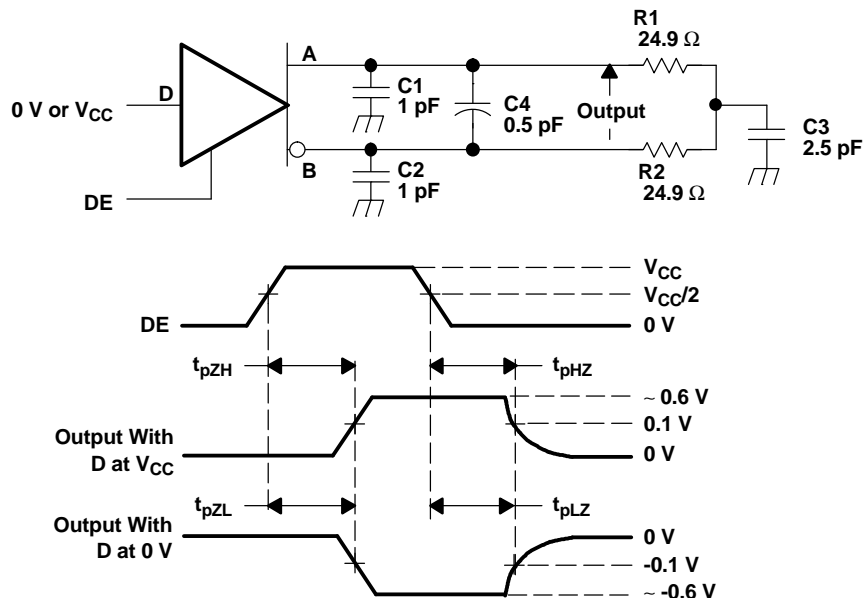 R1
24.9 Ω
A
C1
1 pF
C4
0.5 pF
Output
D
0 V or VCC
C3
2.5 pF
B
C2
1 pF
R2
24.9 Ω
DE
VCC
VCC/2
DE
0 V
tpZH
tpHZ
~ 0.6 V
0.1 V
Output With
D at VCC
0 V
tpZL
tpLZ
Output With
D at 0 V
0 V
-0.1 V
~ -0.6 V